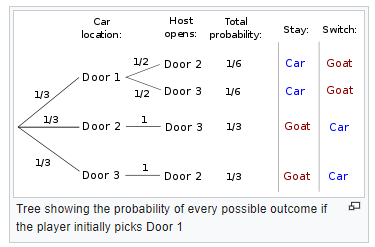 Car location: Host opens: Total probability: Stay: Switch:
1/3 Door 1 1/2 Door 2 1/6 Car Goat
1/2 Door 3 1/6 Car Goat
1/3 Door 2 1 Door 3 1/3 Goat Car
1/3 Door 3 1 Door 2 1/3 Goat Car
Tree showing the probability of every possible outcome if
the player initially picks Door 1